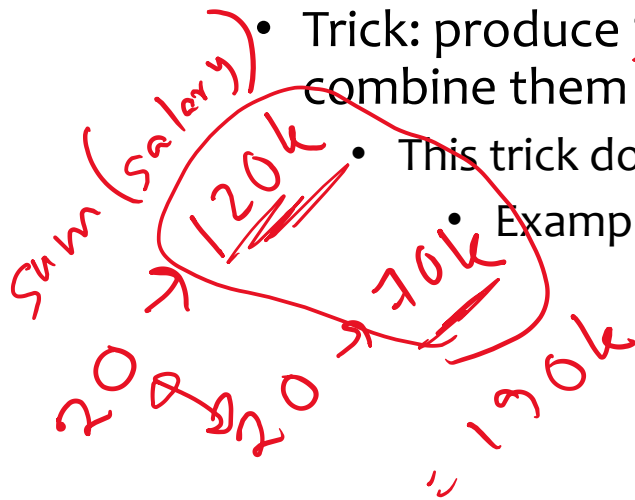 • Trick: produce
combine them
• This trick do
• Examp
sum(salary)
120k
70k
20 20
= 190k